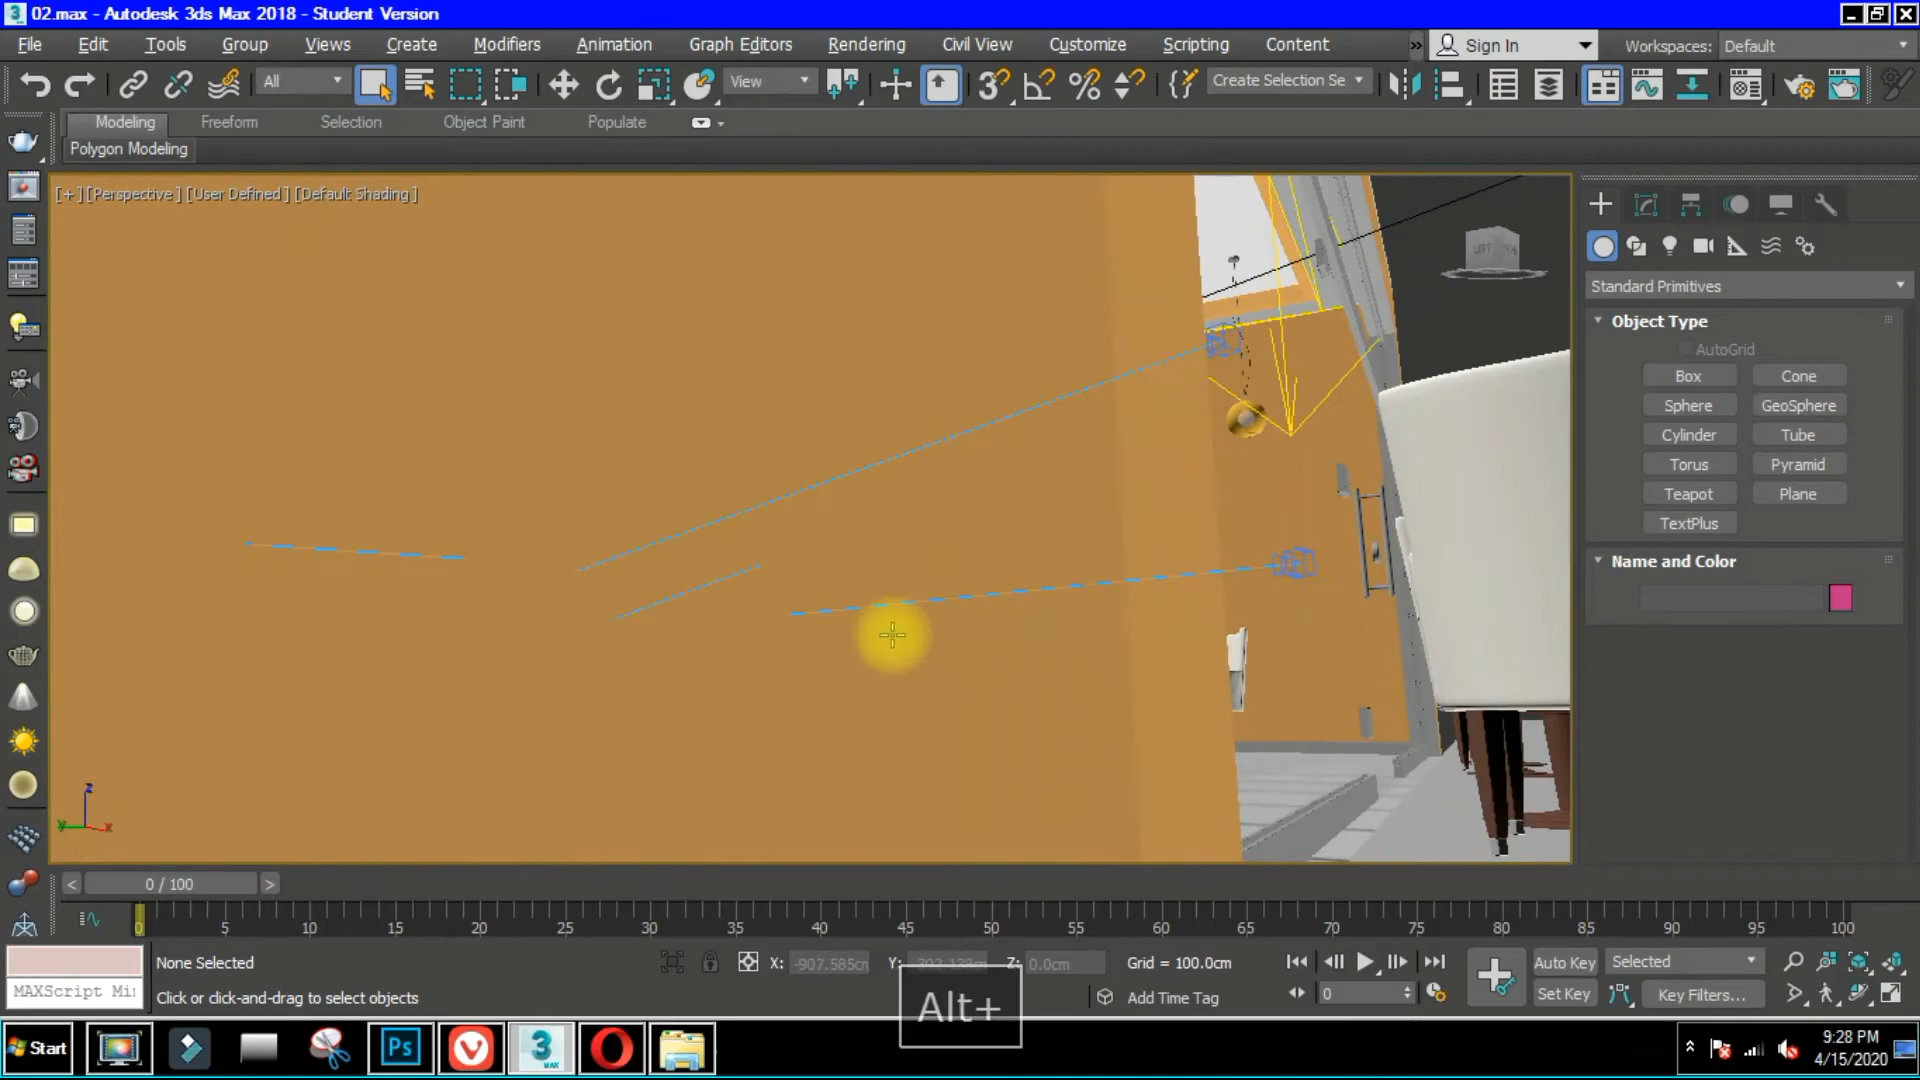 02.max - Autodesk 3ds Max 2018 - Student Version
File Edit Tools Group Views Create Modifiers Animation Graph Editors Rendering Civil View Customize Scripting Content » Sign In Workspaces: Default
All View Create Selection Se
Modeling Freeform Selection Object Paint Populate
Polygon Modeling
[+] [Perspective] [User Defined] [Default Shading]
Standard Primitives
Object Type
AutoGrid
Box Cone
Sphere GeoSphere
Cylinder Tube
Torus Pyramid
Teapot Plane
TextPlus
Name and Color
z
y x
< 0 / 100 >
0 5 10 15 20 25 30 35 40 45 50 55 60 65 70 75 80 85 90 95 100
None Selected X: -907.585cm Y: Z: 0.0cm Grid = 100.0cm Auto Key Selected
MAXScript Mi Click or click-and-drag to select objects Add Time Tag 0 Set Key Key Filters...
Alt+
Start Ps 3 MAX 9:28 PM
4/15/2020